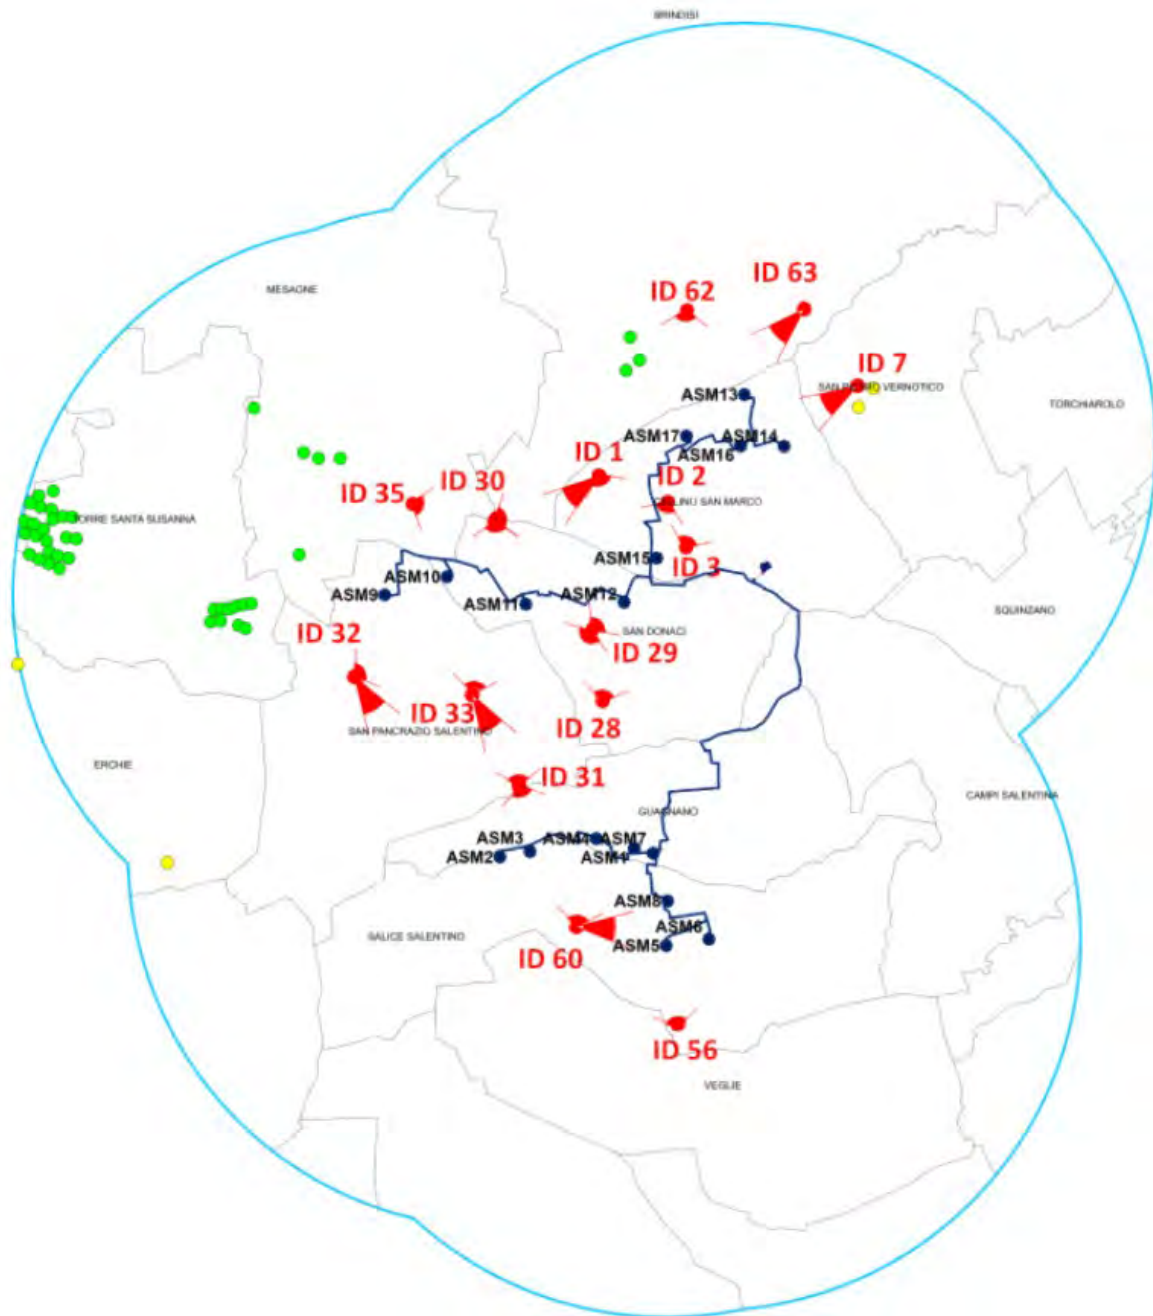 BRINDISI
ID 63
ID 62
MESAGNE
ID 7
ASM13
TORCHIAROLO
ASM17
ASM14
ASM16
ID 1
ID 2
ID 30
ID 35
SAN MARCO
TORRE SANTA SUSANNA
ASM15
ID 3
ASM10
ASM9
ASM12
ASM11
SQUINZANO
ID 32
SAN DONACI
ID 29
ID 33
ID 28
SAN PANCRAZIO SALENTINO
ERCHIE
ID 31
CAMPI SALENTINA
GUAGNANO
ASM3
ASM4
ASM7
ASM2
ASM1
ASM8
ASM6
SALICE SALENTINO
ASM5
ID 60
ID 56
VEGLIE